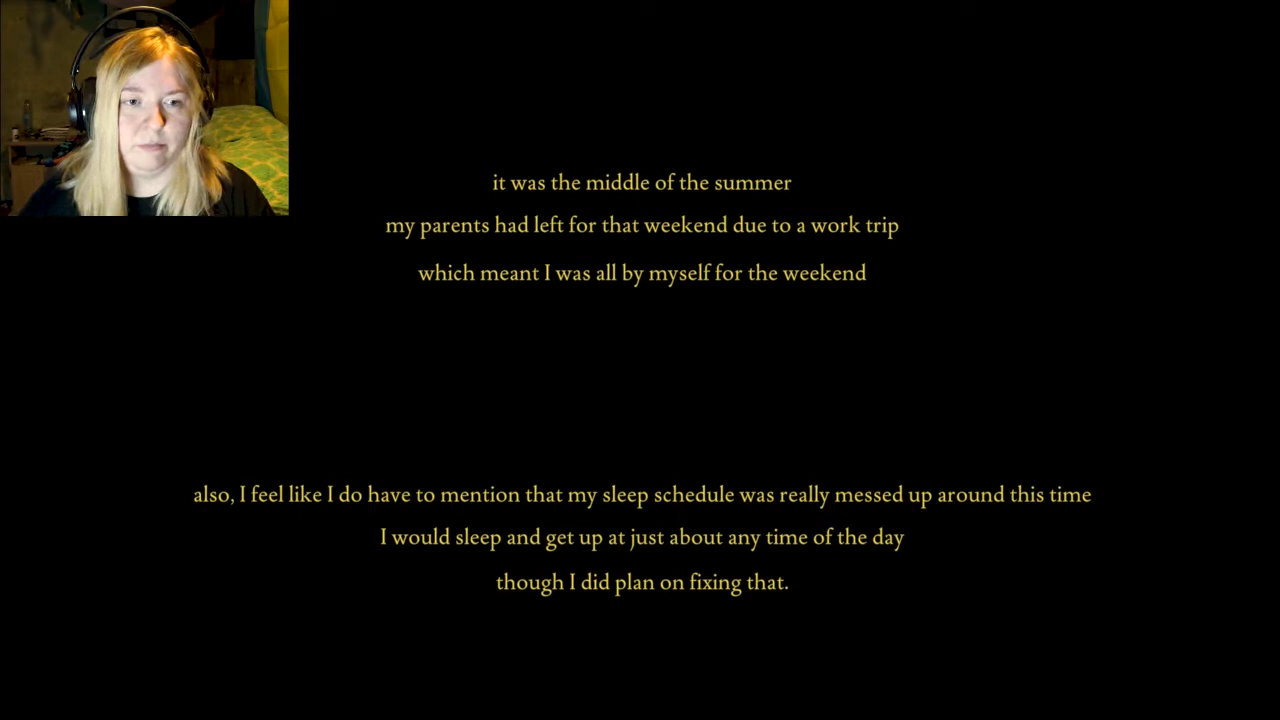 it was the middle of the summer
my parents had left for that weekend due to a work trip
which meant I was all by myself for the weekend
also, I feel like I do have to mention that my sleep schedule was really messed up around this time
I would sleep and get up at just about any time of the day
though I did plan on fixing that.